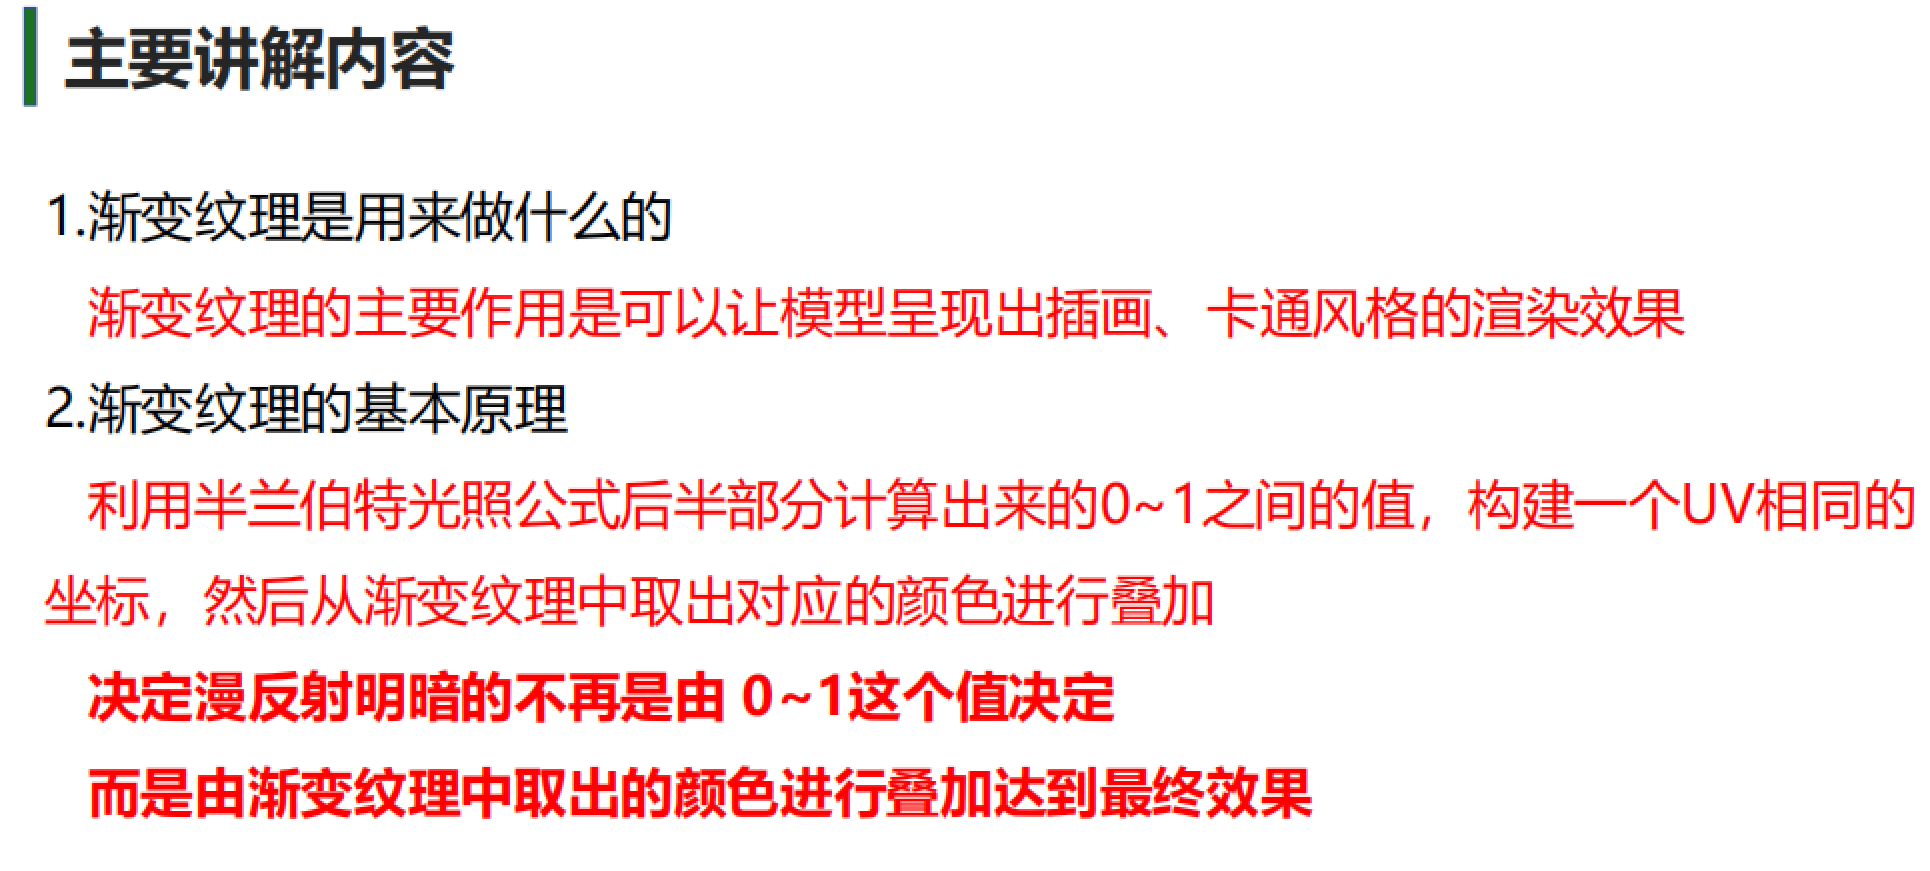 主要讲解内容
1.渐变纹理是用来做什么的
渐变纹理的主要作用是可以让模型呈现出插画、卡通风格的渲染效果
2.渐变纹理的基本原理
利用半兰伯特光照公式后半部分计算出来的0~1之间的值，构建一个UV相同的
坐标，然后从渐变纹理中取出对应的颜色进行叠加
决定漫反射明暗的不再是由 0~1这个值决定
而是由渐变纹理中取出的颜色进行叠加达到最终效果